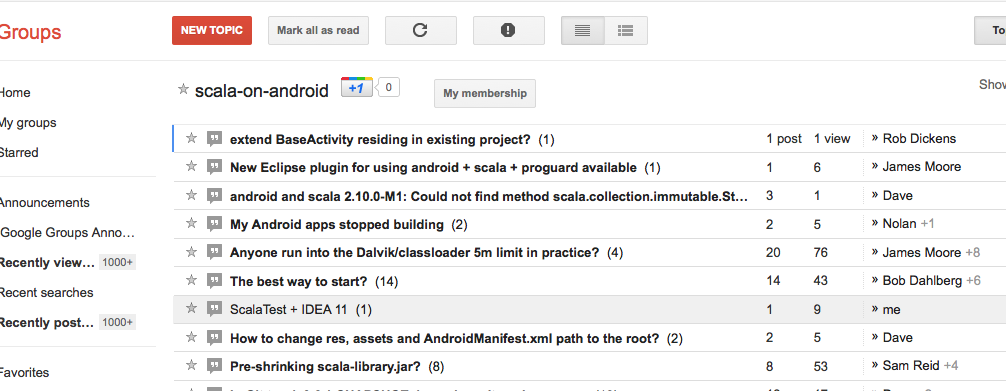 Groups
NEW TOPIC Mark all as read To
Home
My groups
Starred
Announcements
Google Groups Anno…
Recently view… 1000+
Recent searches
Recently post… 1000+
Favorites
scala-on-android +1 0 My membership Show
extend BaseActivity residing in existing project? (1) 1 post 1 view » Rob Dickens
New Eclipse plugin for using android + scala + proguard available (1) 1 6 » James Moore
android and scala 2.10.0-M1: Could not find method scala.collection.immutable.St… 3 1 » Dave
My Android apps stopped building (2) 2 5 » Nolan +1
Anyone run into the Dalvik/classloader 5m limit in practice? (4) 20 76 » James Moore +8
The best way to start? (14) 14 43 » Bob Dahlberg +6
ScalaTest + IDEA 11 (1) 1 9 » me
How to change res, assets and AndroidManifest.xml path to the root? (2) 2 5 » Dave
Pre-shrinking scala-library.jar? (8) 8 53 » Sam Reid +4